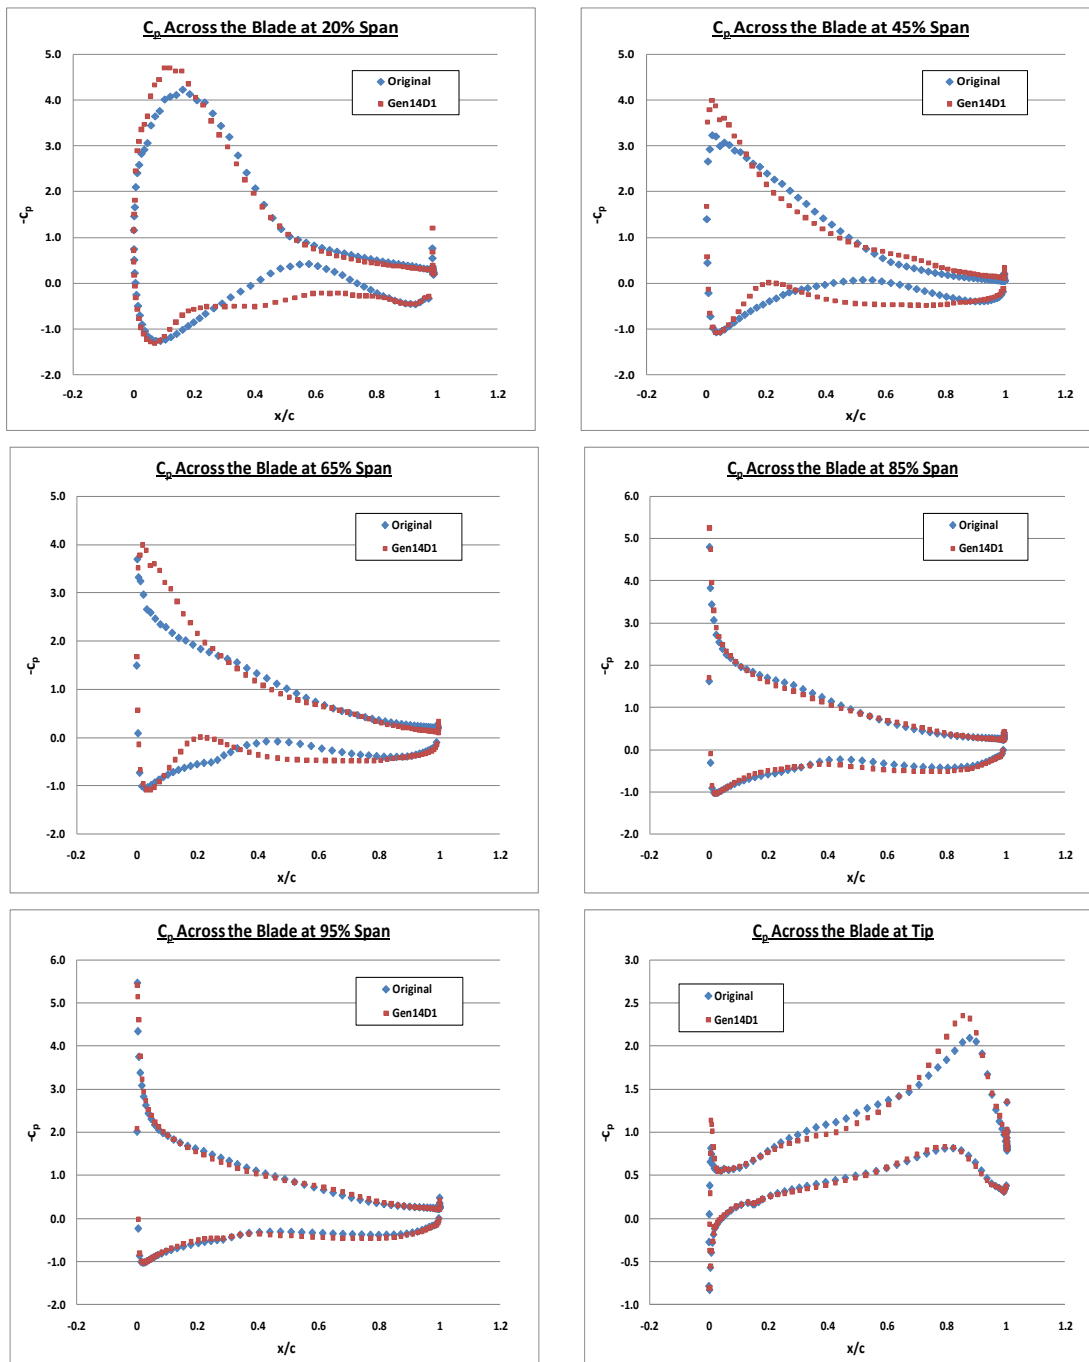 C_p Across the Blade at 20% Span
5.0
4.0
3.0
2.0
1.0
0.0
-1.0
-2.0
-C_p
-0.2 0 0.2 0.4 0.6 0.8 1 1.2
x/c
Original
Gen14D1
C_p Across the Blade at 45% Span
5.0
4.0
3.0
2.0
1.0
0.0
-1.0
-2.0
-C_p
-0.2 0 0.2 0.4 0.6 0.8 1 1.2
x/c
Original
Gen14D1
C_p Across the Blade at 65% Span
5.0
4.0
3.0
2.0
1.0
0.0
-1.0
-2.0
-C_p
-0.2 0 0.2 0.4 0.6 0.8 1 1.2
x/c
Original
Gen14D1
C_p Across the Blade at 85% Span
6.0
5.0
4.0
3.0
2.0
1.0
0.0
-1.0
-2.0
-C_p
-0.2 0 0.2 0.4 0.6 0.8 1 1.2
x/c
Original
Gen14D1
C_p Across the Blade at 95% Span
6.0
5.0
4.0
3.0
2.0
1.0
0.0
-1.0
-2.0
-C_p
-0.2 0 0.2 0.4 0.6 0.8 1 1.2
x/c
Original
Gen14D1
C_p Across the Blade at Tip
3.0
2.5
2.0
1.5
1.0
0.5
0.0
-0.5
-1.0
-C_p
-0.2 0 0.2 0.4 0.6 0.8 1 1.2
x/c
Original
Gen14D1